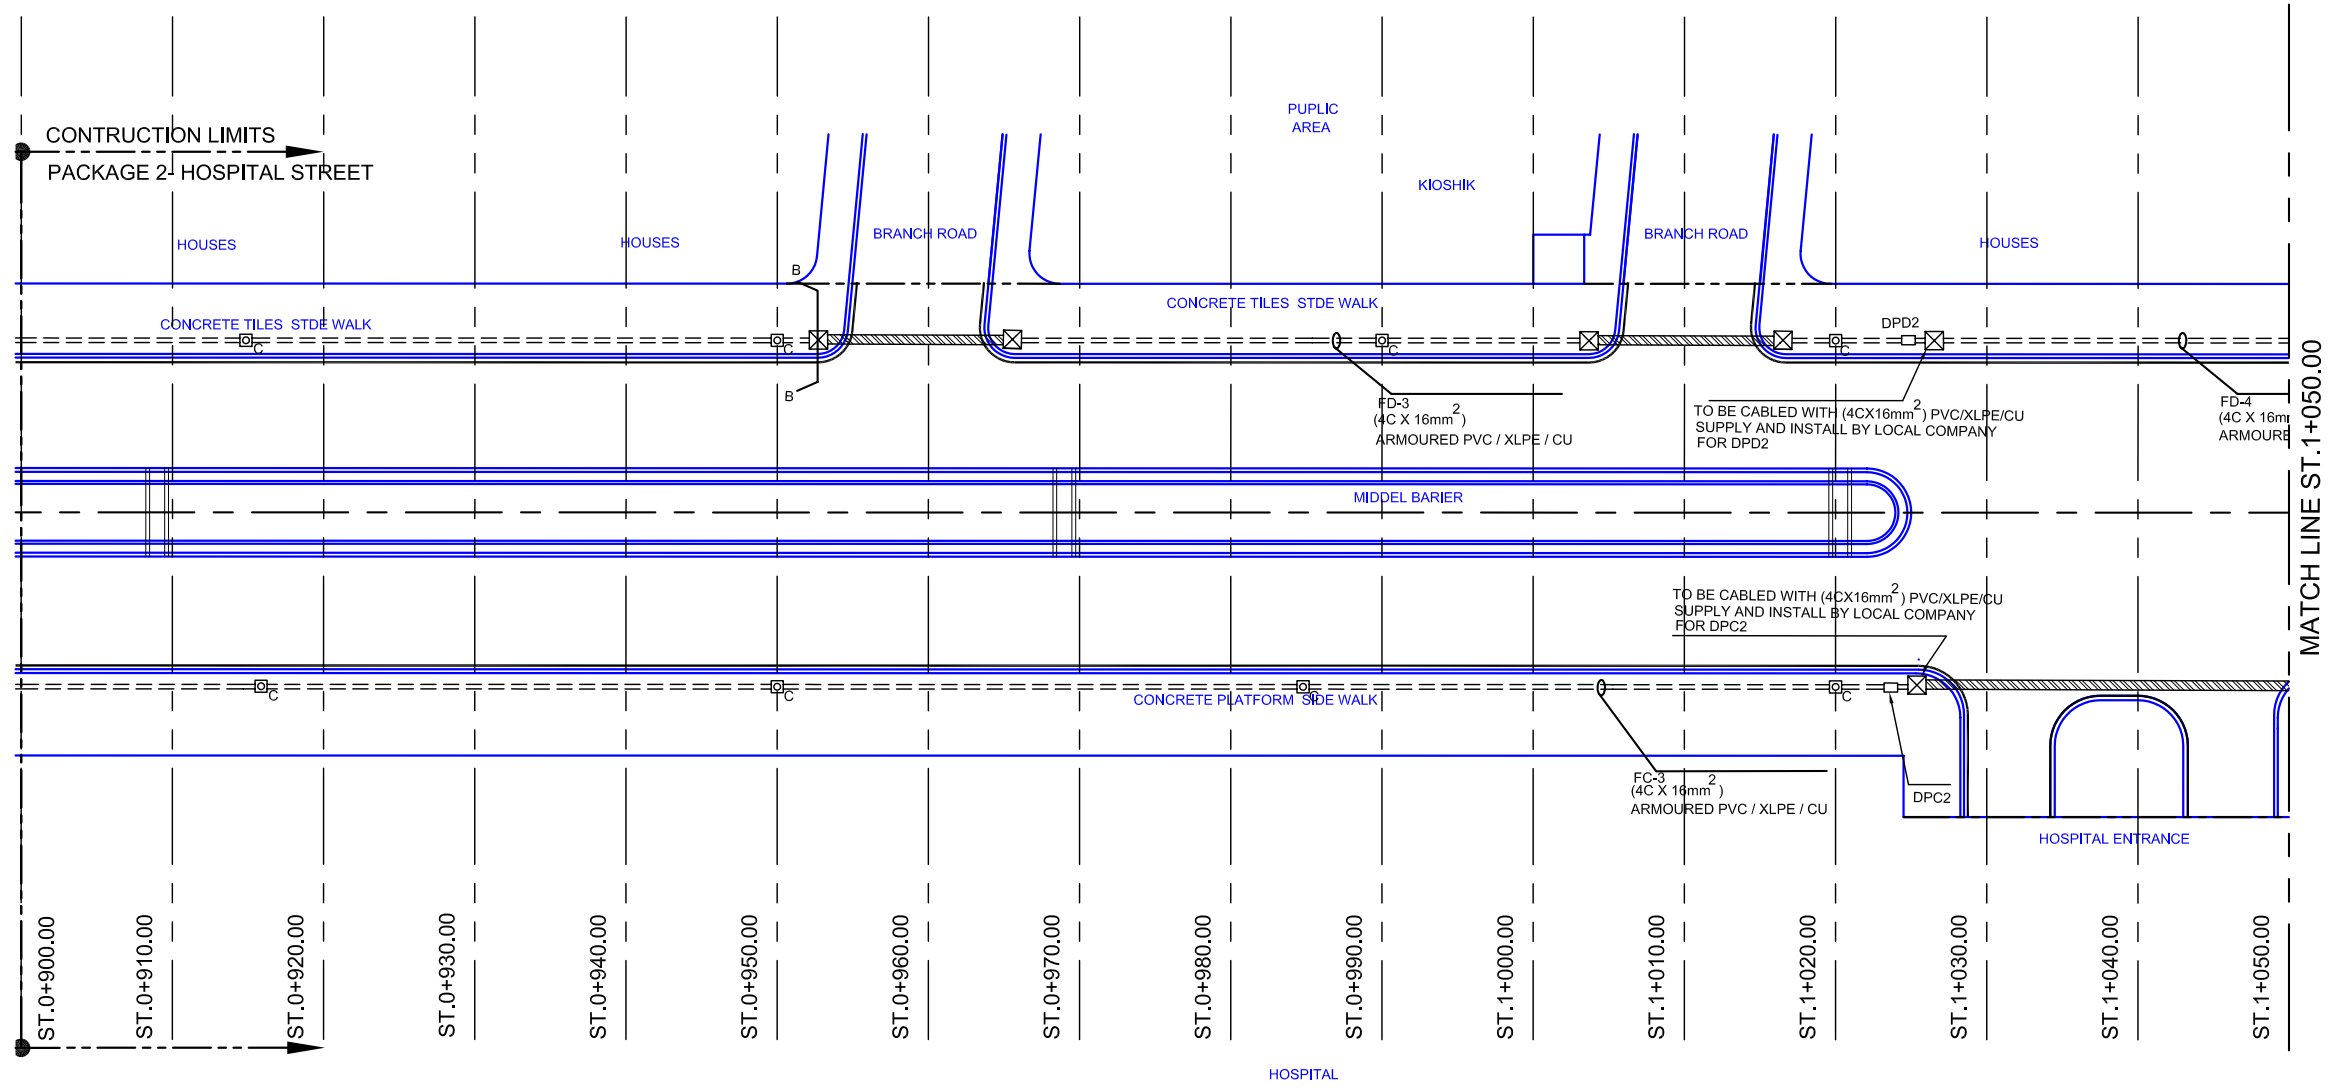 PUPLIC
AREA
CONTRUCTION LIMITS
PACKAGE 2- HOSPITAL STREET
KIOSHIK
HOUSES
HOUSES
BRANCH ROAD
BRANCH ROAD
HOUSES
B
CONCRETE TILES STDE WALK
CONCRETE TILES STDE WALK
DPD2
C
C
C
C
B
FD-3
(4C X 16mm2)
ARMOURED PVC / XLPE / CU
TO BE CABLED WITH (4CX16mm2) PVC/XLPE/CU
SUPPLY AND INSTALL BY LOCAL COMPANY
FOR DPD2
FD-4
(4C X 16m
ARMOURE
MATCH LINE ST.1+050.00
MIDDEL BARIER
TO BE CABLED WITH (4CX16mm2) PVC/XLPE/CU
SUPPLY AND INSTALL BY LOCAL COMPANY
FOR DPC2
C
C
C
C
CONCRETE PLATFORM SIDE WALK
FC-3
(4C X 16mm2)
ARMOURED PVC / XLPE / CU
DPC2
HOSPITAL ENTRANCE
ST.0+900.00
ST.0+910.00
ST.0+920.00
ST.0+930.00
ST.0+940.00
ST.0+950.00
ST.0+960.00
ST.0+970.00
ST.0+980.00
ST.0+990.00
ST.1+000.00
ST.1+010.00
ST.1+020.00
ST.1+030.00
ST.1+040.00
ST.1+050.00
HOSPITAL